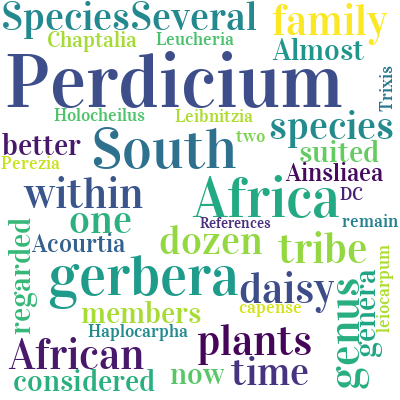 Species Several family
Chaptalia Leucheria Almost
Perdicium Trixis
Holocheilus Leibnitzia species
better South two suited
Perezia Ainsliaea
within Africa DC
one References remain
regarded Acourtia dozen tribe
gerbera daisy genus genera leiocarpum
members capense
Haplocarpha plants
African now time
considered